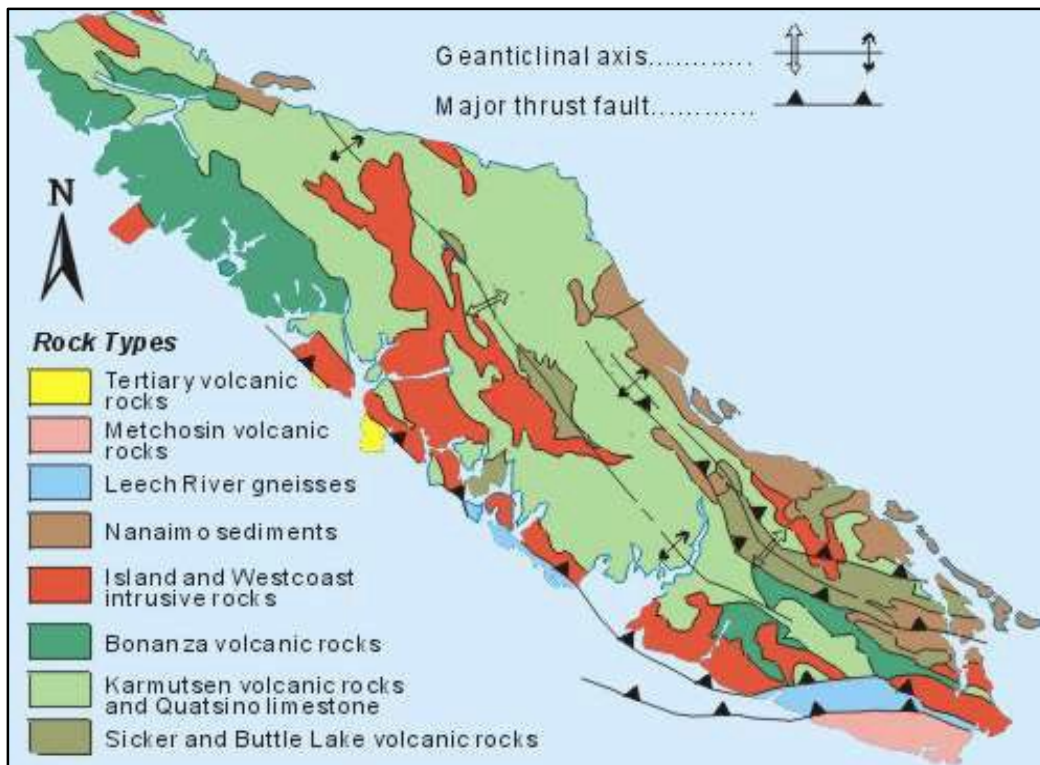 Geanticlinal axis...........
Major thrust fault...........
N
Rock Types
Tertiary volcanic
rocks
Metchosin volcanic
rocks
Leech River gneisses
Nanaimo sediments
Island and Westcoast
intrusive rocks
Bonanza volcanic rocks
Karmutsen volcanic rocks
and Quatsino limestone
Sicker and Buttle Lake volcanic rocks